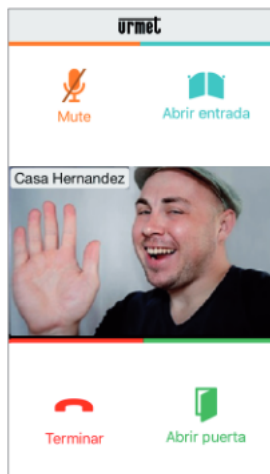 urmet
Mute
Abrir entrada
Casa Hernandez
Terminar
Abrir puerta